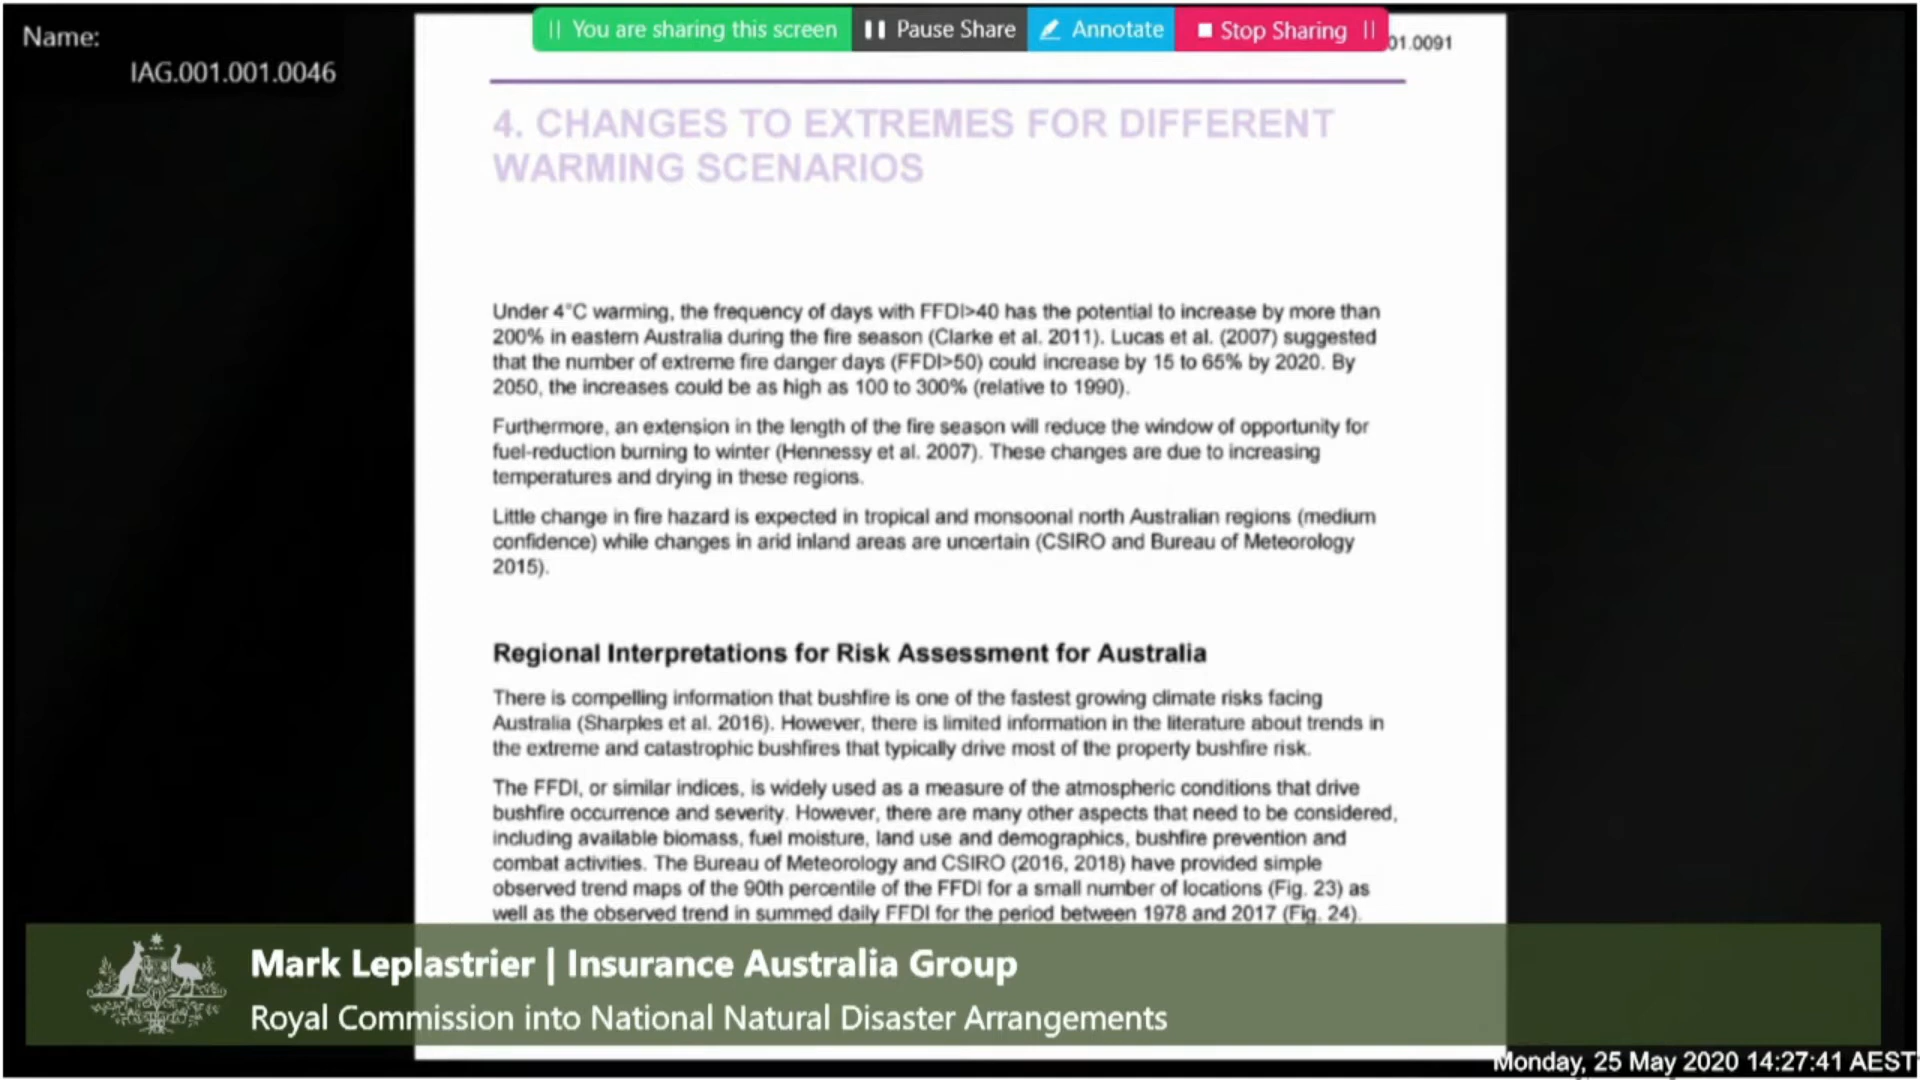 Name:
IAG.001.001.0046
You are sharing this screen
Pause Share
Annotate
Stop Sharing
01.0091
4. CHANGES TO EXTREMES FOR DIFFERENT
WARMING SCENARIOS
Under 4°C warming, the frequency of days with FFDI>40 has the potential to increase by more than
200% in eastern Australia during the fire season (Clarke et al. 2011). Lucas et al. (2007) suggested
that the number of extreme fire danger days (FFDI>50) could increase by 15 to 65% by 2020. By
2050, the increases could be as high as 100 to 300% (relative to 1990).
Furthermore, an extension in the length of the fire season will reduce the window of opportunity for
fuel-reduction burning to winter (Hennessy et al. 2007). These changes are due to increasing
temperatures and drying in these regions.
Little change in fire hazard is expected in tropical and monsoonal north Australian regions (medium
confidence) while changes in arid inland areas are uncertain (CSIRO and Bureau of Meteorology
2015).
Regional Interpretations for Risk Assessment for Australia
There is compelling information that bushfire is one of the fastest growing climate risks facing
Australia (Sharples et al. 2016). However, there is limited information in the literature about trends in
the extreme and catastrophic bushfires that typically drive most of the property bushfire risk.
The FFDI, or similar indices, is widely used as a measure of the atmospheric conditions that drive
bushfire occurrence and severity. However, there are many other aspects that need to be considered,
including available biomass, fuel moisture, land use and demographics, bushfire prevention and
combat activities. The Bureau of Meteorology and CSIRO (2016, 2018) have provided simple
observed trend maps of the 90th percentile of the FFDI for a small number of locations (Fig. 23) as
well as the observed trend in summed daily FFDI for the period between 1978 and 2017 (Fig. 24).
Mark Leplastrier | Insurance Australia Group
Royal Commission into National Natural Disaster Arrangements
Monday, 25 May 2020 14:27:41 AEST